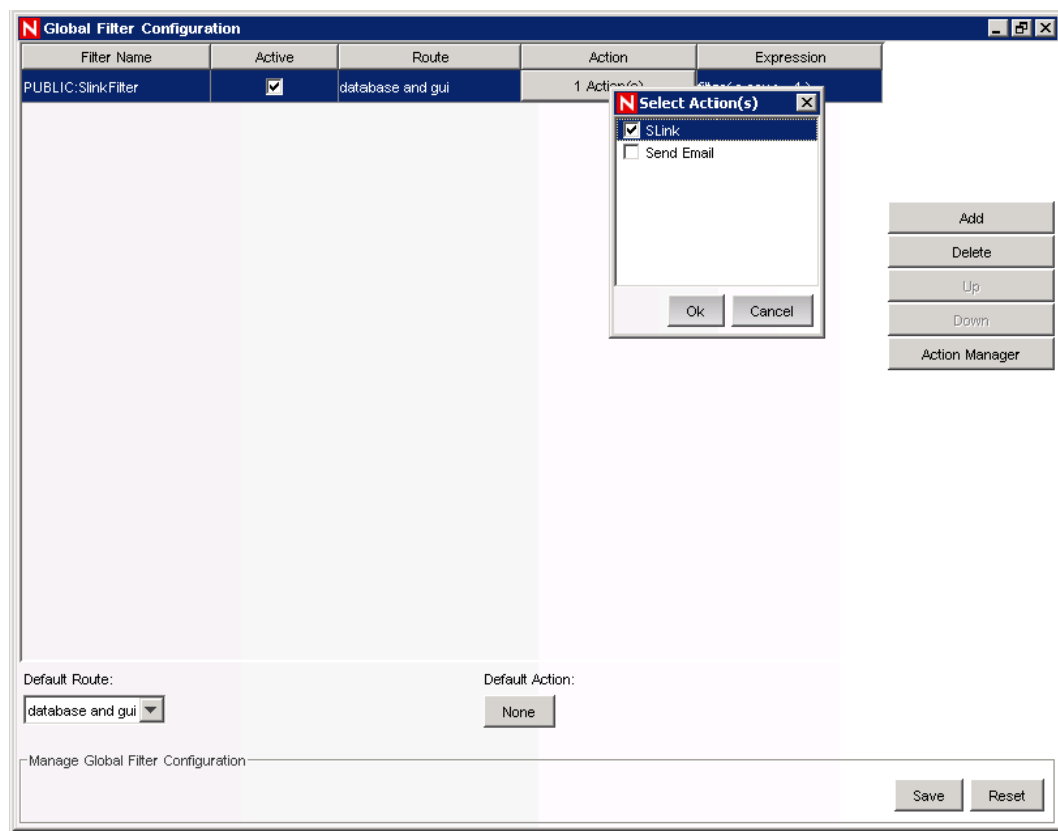 Global Filter Configuration
Filter Name Active Route Action Expression
PUBLIC:SlinkFilter database and gui 1 Action(s)
Select Action(s)
SLink
Send Email
Ok Cancel
Add
Delete
Up
Down
Action Manager
Default Route: Default Action:
database and gui None
Manage Global Filter Configuration
Save Reset